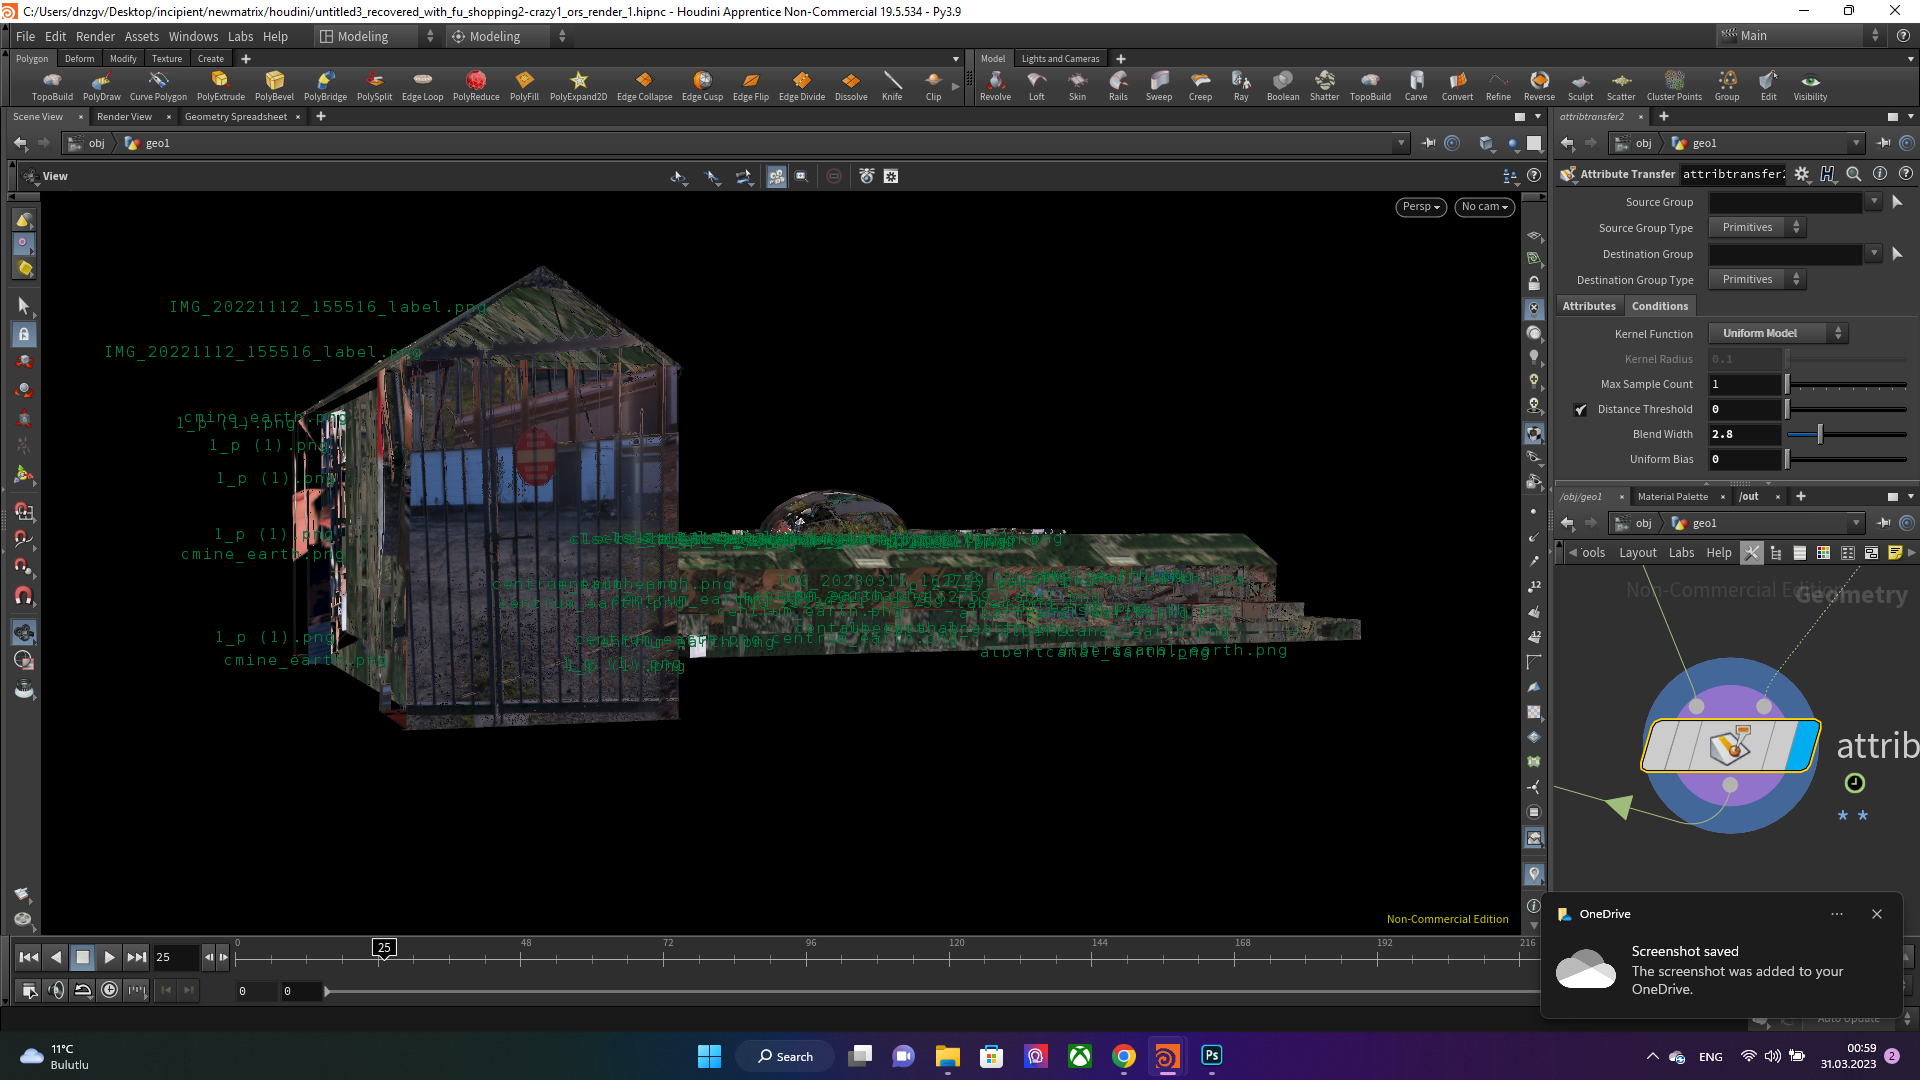 C:/Users/dnzgv/Desktop/incipient/newmatrix/houdini/untitled3_recovered_with_fu_shopping2-crazy1_ors_render_1.hipnc - Houdini Apprentice Non-Commercial 19.5.534 - Py3.9
File Edit Render Assets Windows Labs Help Modeling Modeling Main
Polygon Deform Modify Texture Create Model Lights and Cameras
TopoBuild PolyDraw Curve Polygon PolyExtrude PolyBevel PolyBridge PolySplit Edge Loop PolyReduce PolyFill PolyExpand2D Edge Collapse Edge Cusp Edge Flip Edge Divide Dissolve Knife Clip Revolve Loft Skin Rails Sweep Creep Ray Boolean Shatter TopoBuild Carve Convert Refine Reverse Sculpt Scatter Cluster Points Group Edit Visibility
Scene View Render View Geometry Spreadsheet attribtransfer2
obj geo1 obj geo1
View
Attribute Transfer attribtransfer2
Persp No cam
Source Group
Source Group Type Primitives
Destination Group
Destination Group Type Primitives
Attributes Conditions
Kernel Function Uniform Model
Kernel Radius 0.1
Max Sample Count 1
Distance Threshold 0
Blend Width 2.8
Uniform Bias 0
IMG_20221112_155516_label.png
IMG_20221112_155516_label.png
cmine_earth.png
1_p (1).png
1_p (1).png
1_p (1).png
1_p (1).png
cmine_earth.png
1_p (1).png
cmine_earth.png
albertcanal_earth.png
/obj/geo1 Material Palette /out
obj geo1
ools Layout Labs Help
Non-Commercial Edition
Geometry
attrib
Non-Commercial Edition
OneDrive
Screenshot saved
The screenshot was added to your
OneDrive.
0 25 48 72 96 120 144 168 192 216
25
0 0
Auto Update
11°C
Bulutlu
Search
ENG
00:59
31.03.2023
2